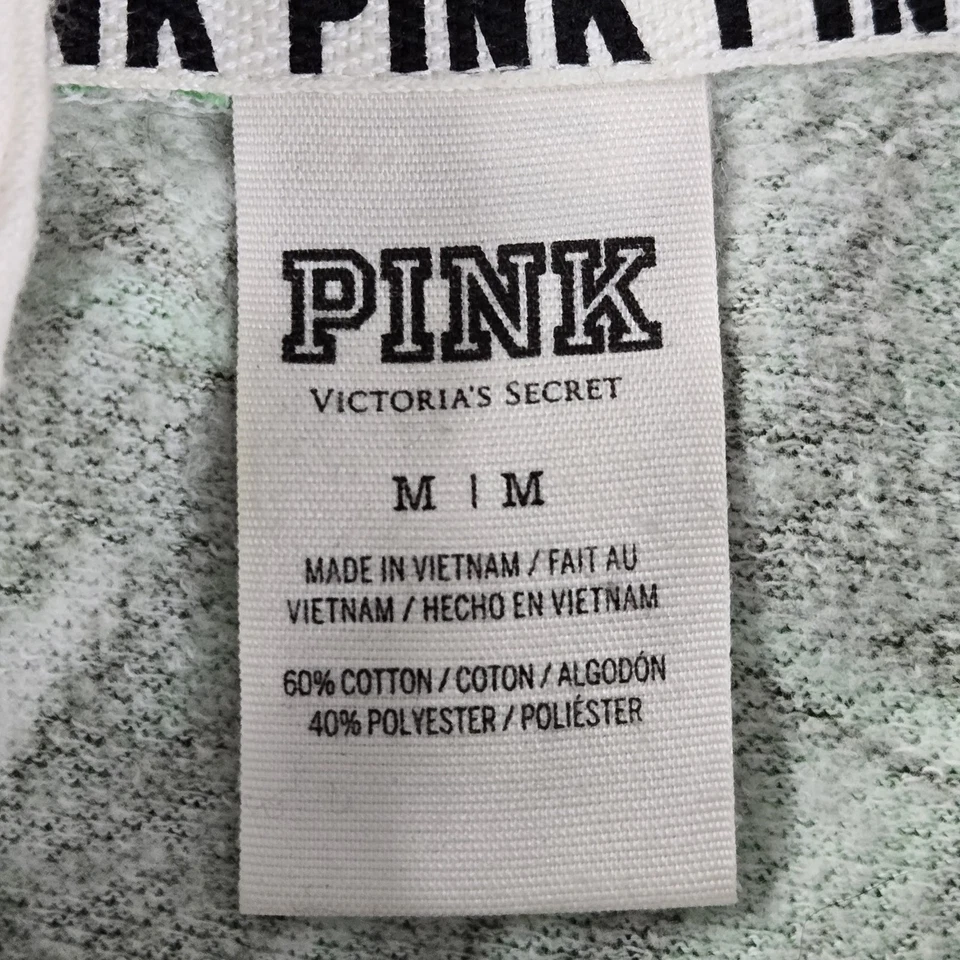 PINK PINK PIN
PINK
VICTORIA'S SECRET
M | M
MADE IN VIETNAM / FAIT AU
VIETNAM / HECHO EN VIETNAM
60% COTTON / COTON / ALGODÓN
40% POLYESTER / POLIÉSTER